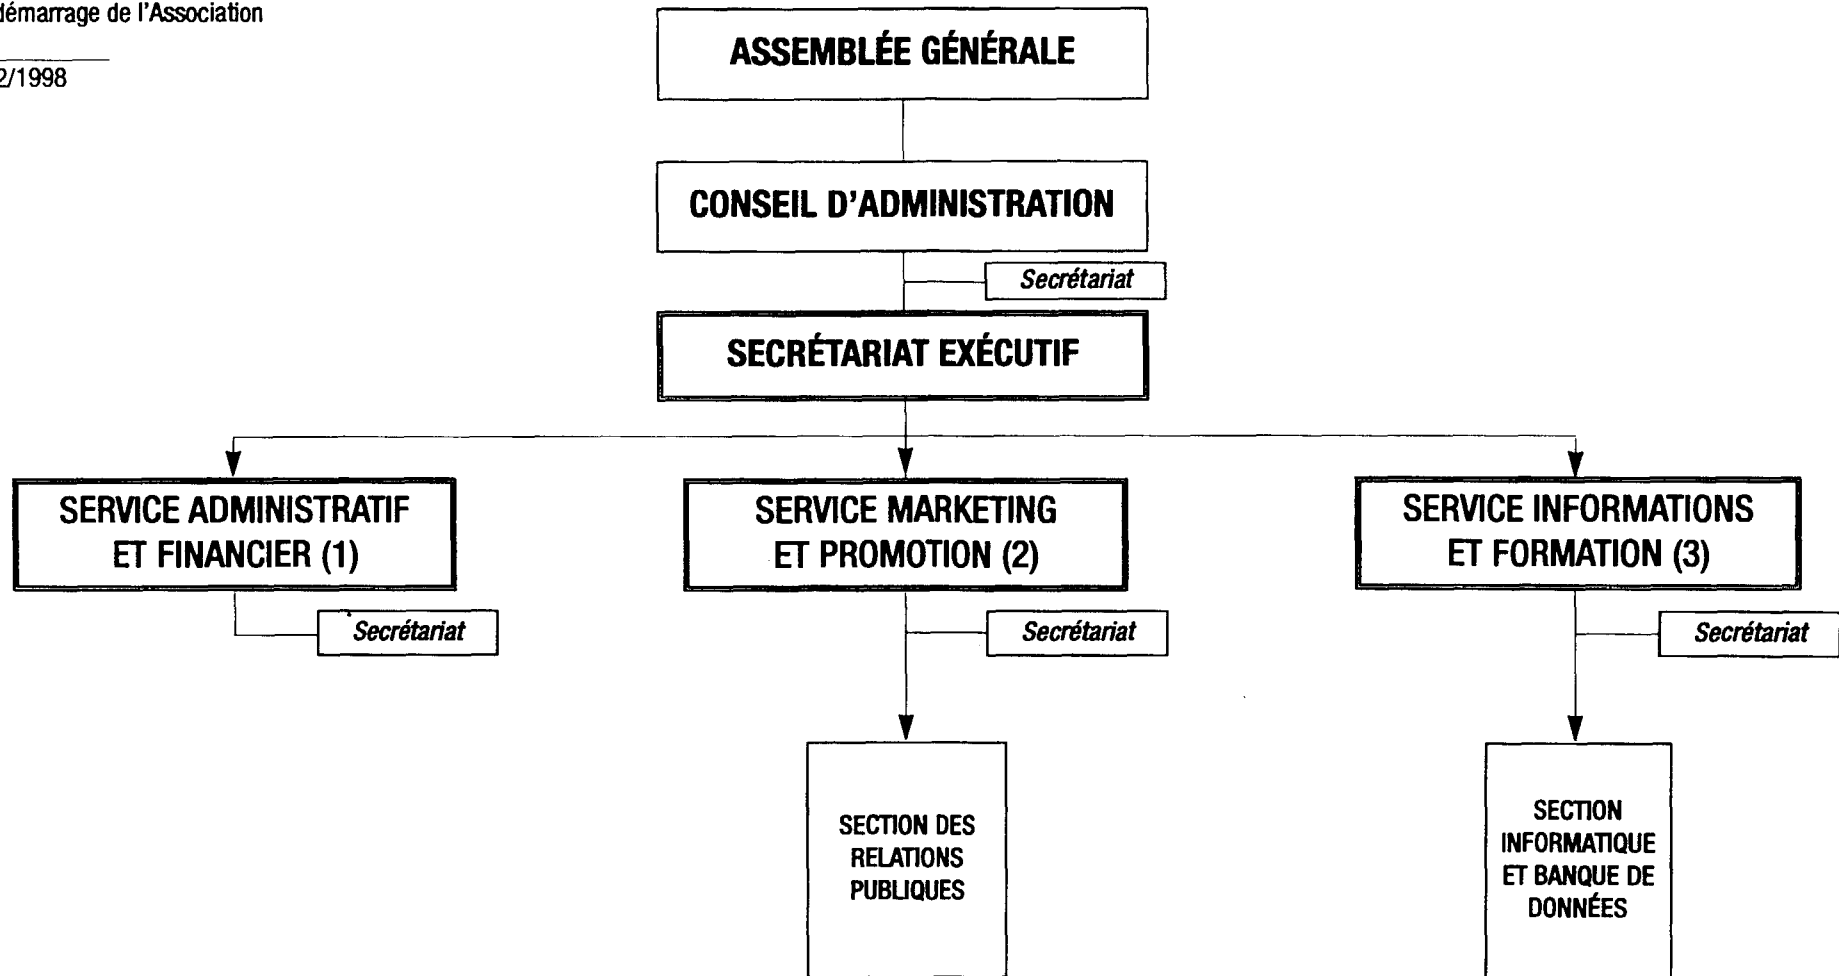 démarrage de l'Association
2/1998
ASSEMBLÉE GÉNÉRALE
CONSEIL D'ADMINISTRATION
Secrétariat
SECRÉTARIAT EXÉCUTIF
SERVICE ADMINISTRATIF
ET FINANCIER (1)
SERVICE MARKETING
ET PROMOTION (2)
SERVICE INFORMATIONS
ET FORMATION (3)
Secrétariat
Secrétariat
Secrétariat
SECTION DES
RELATIONS
PUBLIQUES
SECTION
INFORMATIQUE
ET BANQUE DE
DONNÉES